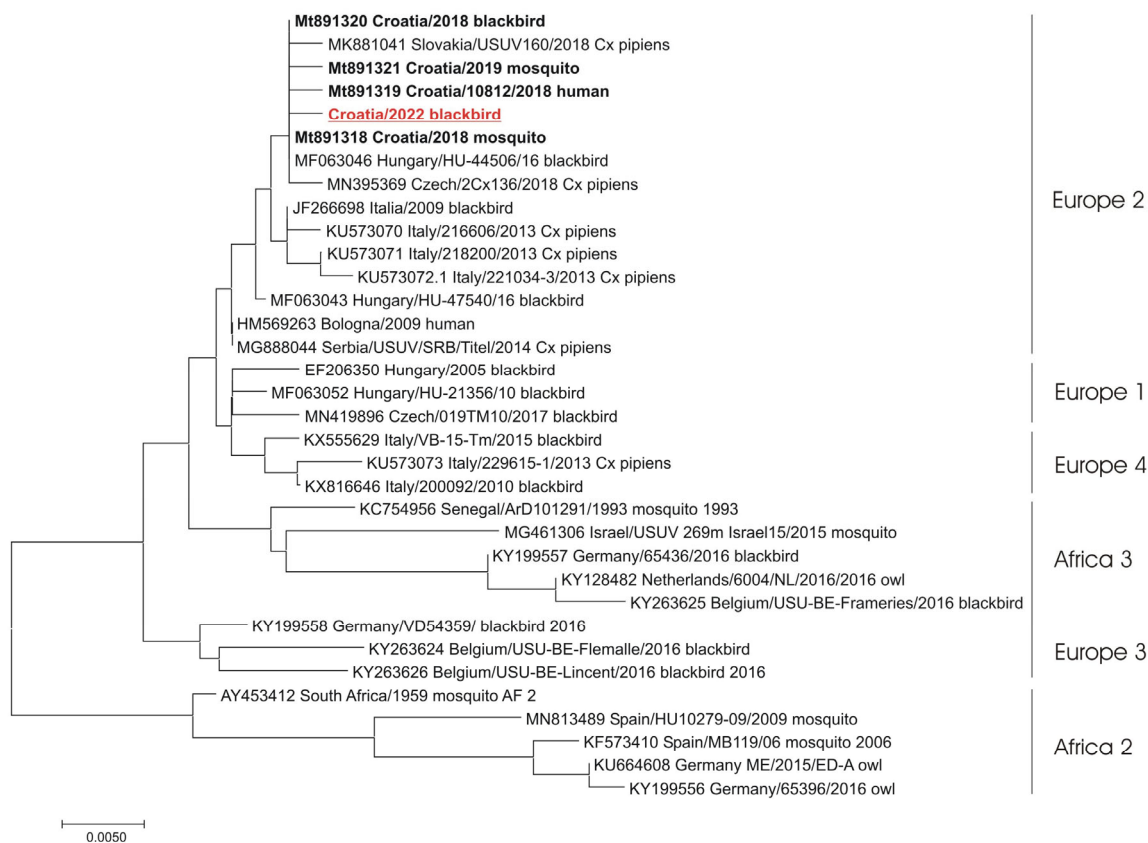 Mt891320 Croatia/2018 blackbird
MK881041 Slovakia/USUV160/2018 Cx pipiens
Mt891321 Croatia/2019 mosquito
Mt891319 Croatia/10812/2018 human
Croatia/2022 blackbird
Mt891318 Croatia/2018 mosquito
MF063046 Hungary/HU-44506/16 blackbird
MN395369 Czech/2Cx136/2018 Cx pipiens
JF266698 Italia/2009 blackbird
KU573070 Italy/216606/2013 Cx pipiens
KU573071 Italy/218200/2013 Cx pipiens
KU573072.1 Italy/221034-3/2013 Cx pipiens
MF063043 Hungary/HU-47540/16 blackbird
HM569263 Bologna/2009 human
MG888044 Serbia/USUV/SRB/Titel/2014 Cx pipiens
Europe 2
EF206350 Hungary/2005 blackbird
MF063052 Hungary/HU-21356/10 blackbird
MN419896 Czech/019TM10/2017 blackbird
Europe 1
KX555629 Italy/VB-15-Tm/2015 blackbird
KU573073 Italy/229615-1/2013 Cx pipiens
KX816646 Italy/200092/2010 blackbird
Europe 4
KC754956 Senegal/ArD101291/1993 mosquito 1993
MG461306 Israel/USUV 269m Israel15/2015 mosquito
KY199557 Germany/65436/2016 blackbird
KY128482 Netherlands/6004/NL/2016/2016 owl
KY263625 Belgium/USU-BE-Frameries/2016 blackbird
Africa 3
KY199558 Germany/VD54359/ blackbird 2016
KY263624 Belgium/USU-BE-Flemalle/2016 blackbird
KY263626 Belgium/USU-BE-Lincent/2016 blackbird 2016
Europe 3
AY453412 South Africa/1959 mosquito AF 2
MN813489 Spain/HU10279-09/2009 mosquito
KF573410 Spain/MB119/06 mosquito 2006
KU664608 Germany ME/2015/ED-A owl
KY199556 Germany/65396/2016 owl
Africa 2
0.0050